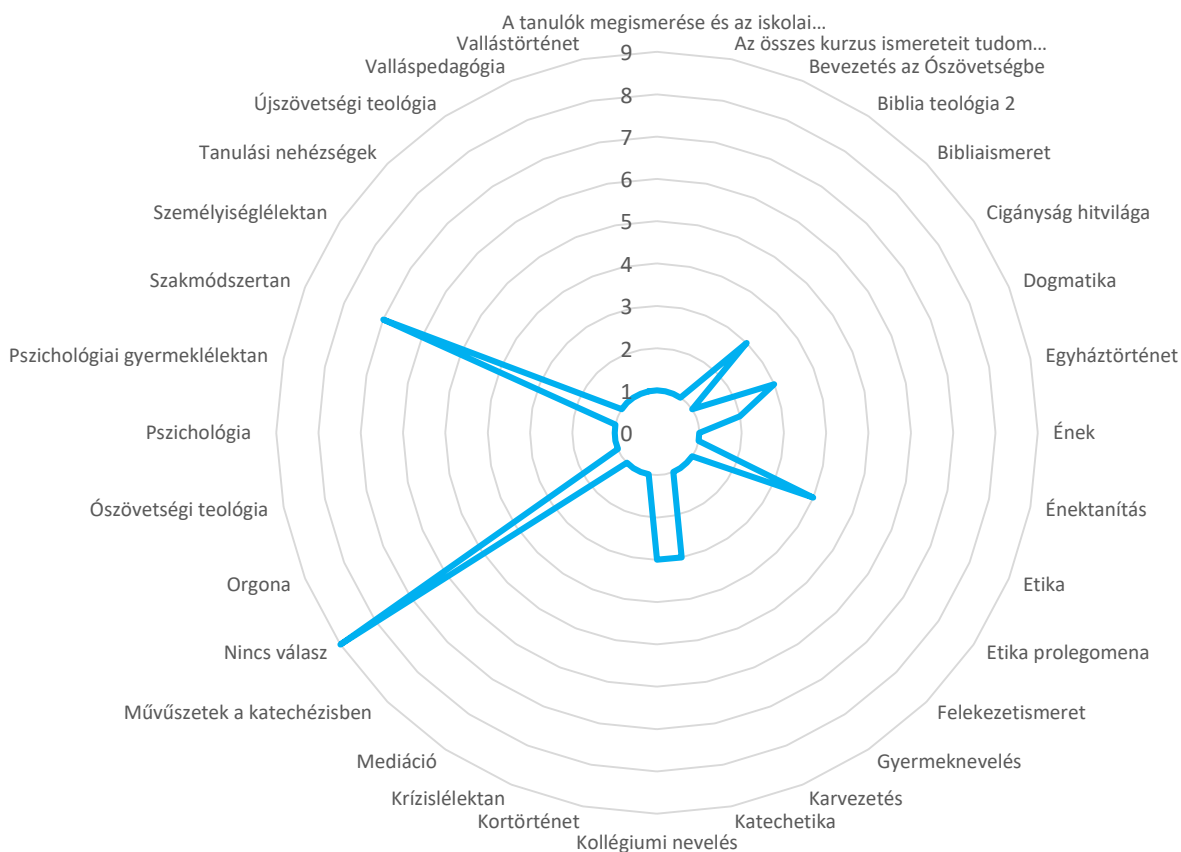 A tanulók megismerése és az iskolai...
Az összes kurzus ismereteit tudom...
Bevezetés az Ószövetségbe
Biblia teológia 2
Bibliaismeret
Cigányság hitvilága
Dogmatika
Egyháztörténet
Ének
Énektanítás
Etika
Etika prolegomena
Felekezetismeret
Gyermeknevelés
Karvezetés
Katechetika
Kollégiumi nevelés
Kortörténet
Krízislélektan
Mediáció
Művűszetek a katechézisben
Nincs válasz
Orgona
Ószövetségi teológia
Pszichológia
Pszichológiai gyermeklélektan
Szakmódszertan
Személyiséglélektan
Tanulási nehézségek
Újszövetségi teológia
Valláspedagógia
Vallástörténet
9
8
7
6
5
4
3
2
1
0